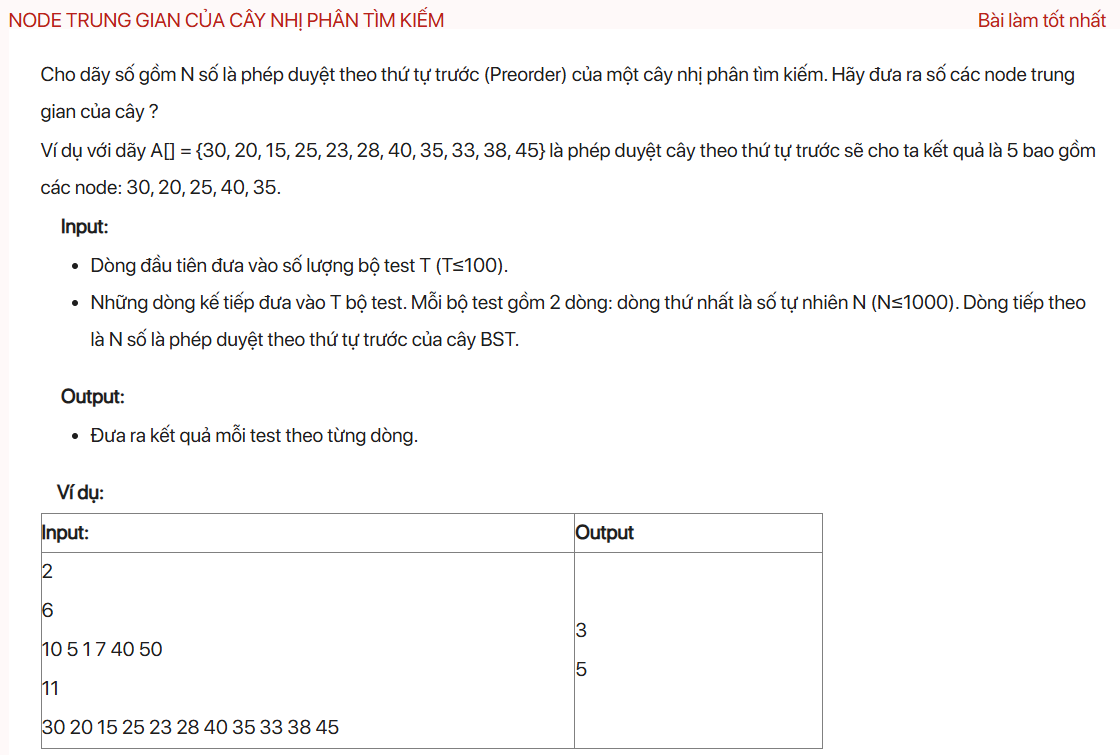 NODE TRUNG GIAN CỦA CÂY NHỊ PHÂN TÌM KIẾM
Bài làm tốt nhất
Cho dãy số gồm N số là phép duyệt theo thứ tự trước (Preorder) của một cây nhị phân tìm kiếm. Hãy đưa ra số các node trung
gian của cây ?
Ví dụ với dãy A[] = {30, 20, 15, 25, 23, 28, 40, 35, 33, 38, 45} là phép duyệt cây theo thứ tự trước sẽ cho ta kết quả là 5 bao gồm
các node: 30, 20, 25, 40, 35.
Input:
• Dòng đầu tiên đưa vào số lượng bộ test T (T≤100).
• Những dòng kế tiếp đưa vào T bộ test. Mỗi bộ test gồm 2 dòng: dòng thứ nhất là số tự nhiên N (N≤1000). Dòng tiếp theo
là N số là phép duyệt theo thứ tự trước của cây BST.
Output:
• Đưa ra kết quả mỗi test theo từng dòng.
Ví dụ:
Input:
2
6
10 5 1 7 40 50
11
30 20 15 25 23 28 40 35 33 38 45
Output
3
5